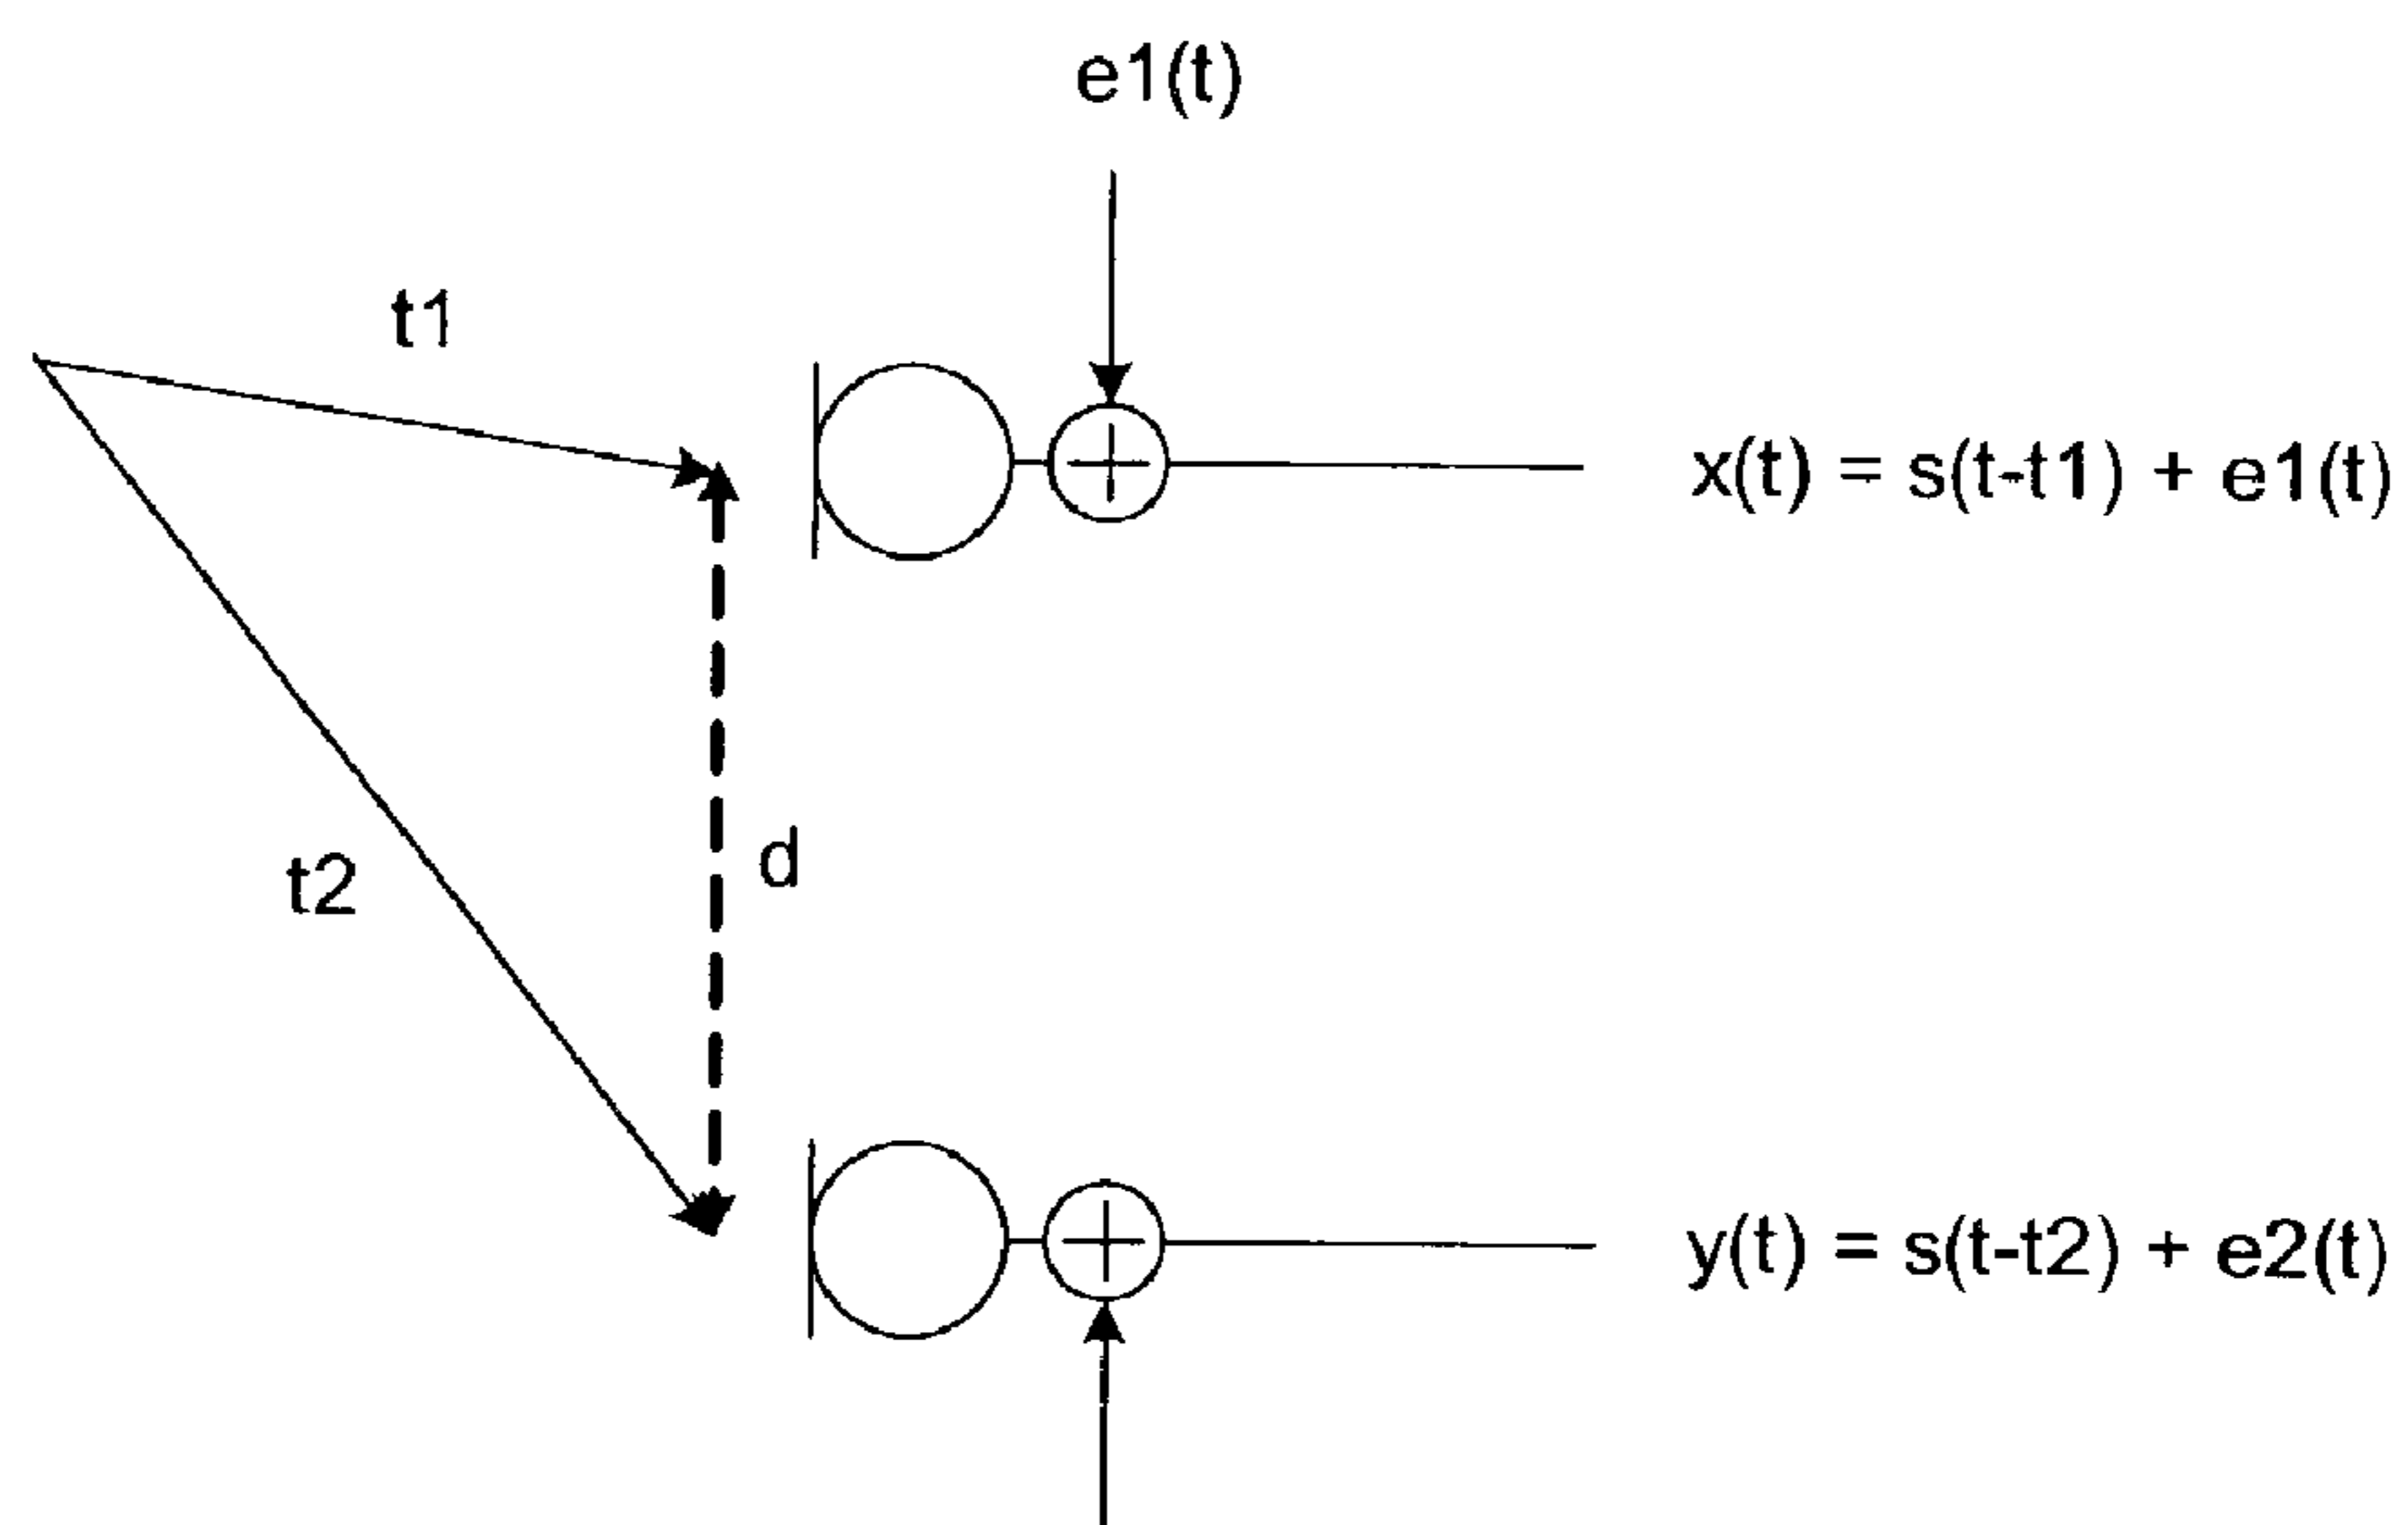 e1(t)
t1
x(t) = s(t-t1) + e1(t)
d
t2
y(t) = s(t-t2) + e2(t)